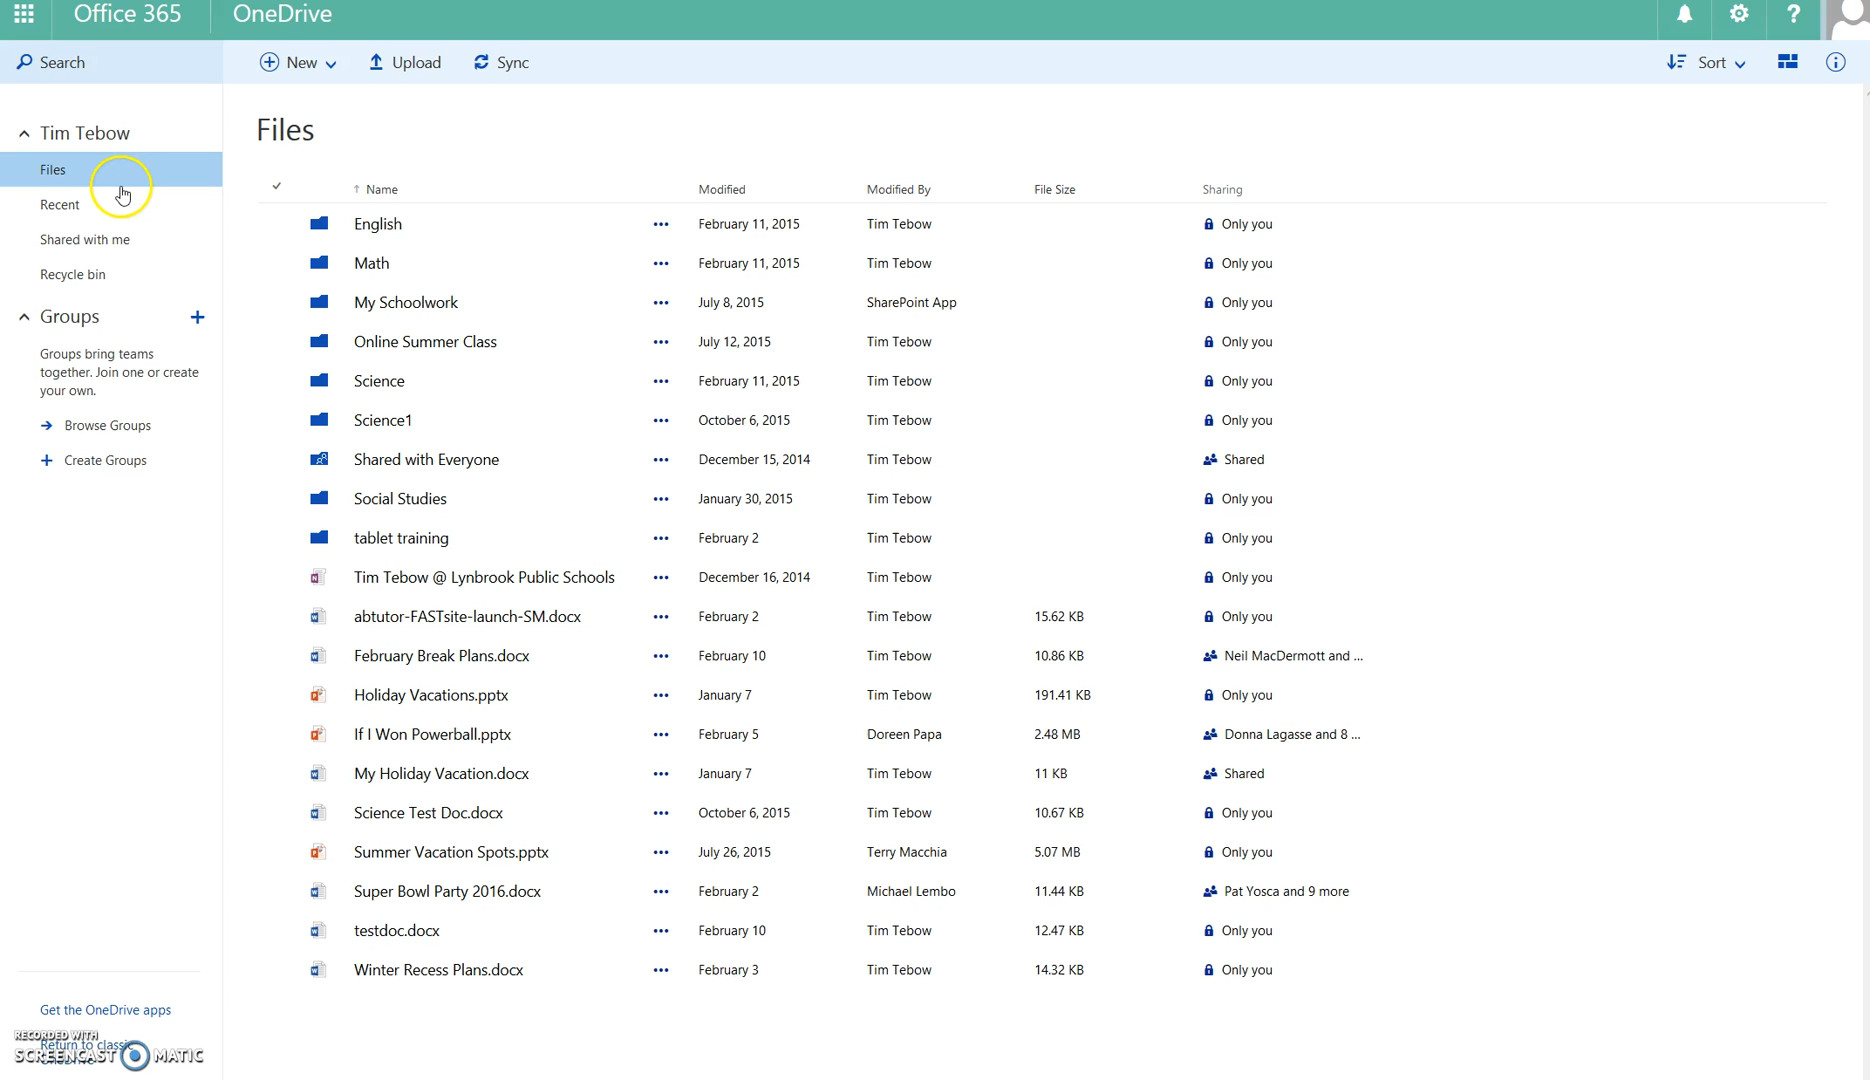 Office 365 OneDrive ?
Search New Upload Sync Sort
Tim Tebow
Files
Recent
Shared with me
Recycle bin
Groups +
Groups bring teams
together. Join one or create
your own.
Browse Groups
+ Create Groups
Get the OneDrive apps
Return to classic
OneDrive
RECORDED WITH
SCREENCAST MATIC
Files
Name Modified Modified By File Size Sharing
English ••• February 11, 2015 Tim Tebow Only you
Math ••• February 11, 2015 Tim Tebow Only you
My Schoolwork ••• July 8, 2015 SharePoint App Only you
Online Summer Class ••• July 12, 2015 Tim Tebow Only you
Science ••• February 11, 2015 Tim Tebow Only you
Science1 ••• October 6, 2015 Tim Tebow Only you
Shared with Everyone ••• December 15, 2014 Tim Tebow Shared
Social Studies ••• January 30, 2015 Tim Tebow Only you
tablet training ••• February 2 Tim Tebow Only you
Tim Tebow @ Lynbrook Public Schools ••• December 16, 2014 Tim Tebow Only you
abtutor-FASTsite-launch-SM.docx ••• February 2 Tim Tebow 15.62 KB Only you
February Break Plans.docx ••• February 10 Tim Tebow 10.86 KB Neil MacDermott and ...
Holiday Vacations.pptx ••• January 7 Tim Tebow 191.41 KB Only you
If I Won Powerball.pptx ••• February 5 Doreen Papa 2.48 MB Donna Lagasse and 8 ...
My Holiday Vacation.docx ••• January 7 Tim Tebow 11 KB Shared
Science Test Doc.docx ••• October 6, 2015 Tim Tebow 10.67 KB Only you
Summer Vacation Spots.pptx ••• July 26, 2015 Terry Macchia 5.07 MB Only you
Super Bowl Party 2016.docx ••• February 2 Michael Lembo 11.44 KB Pat Yosca and 9 more
testdoc.docx ••• February 10 Tim Tebow 12.47 KB Only you
Winter Recess Plans.docx ••• February 3 Tim Tebow 14.32 KB Only you